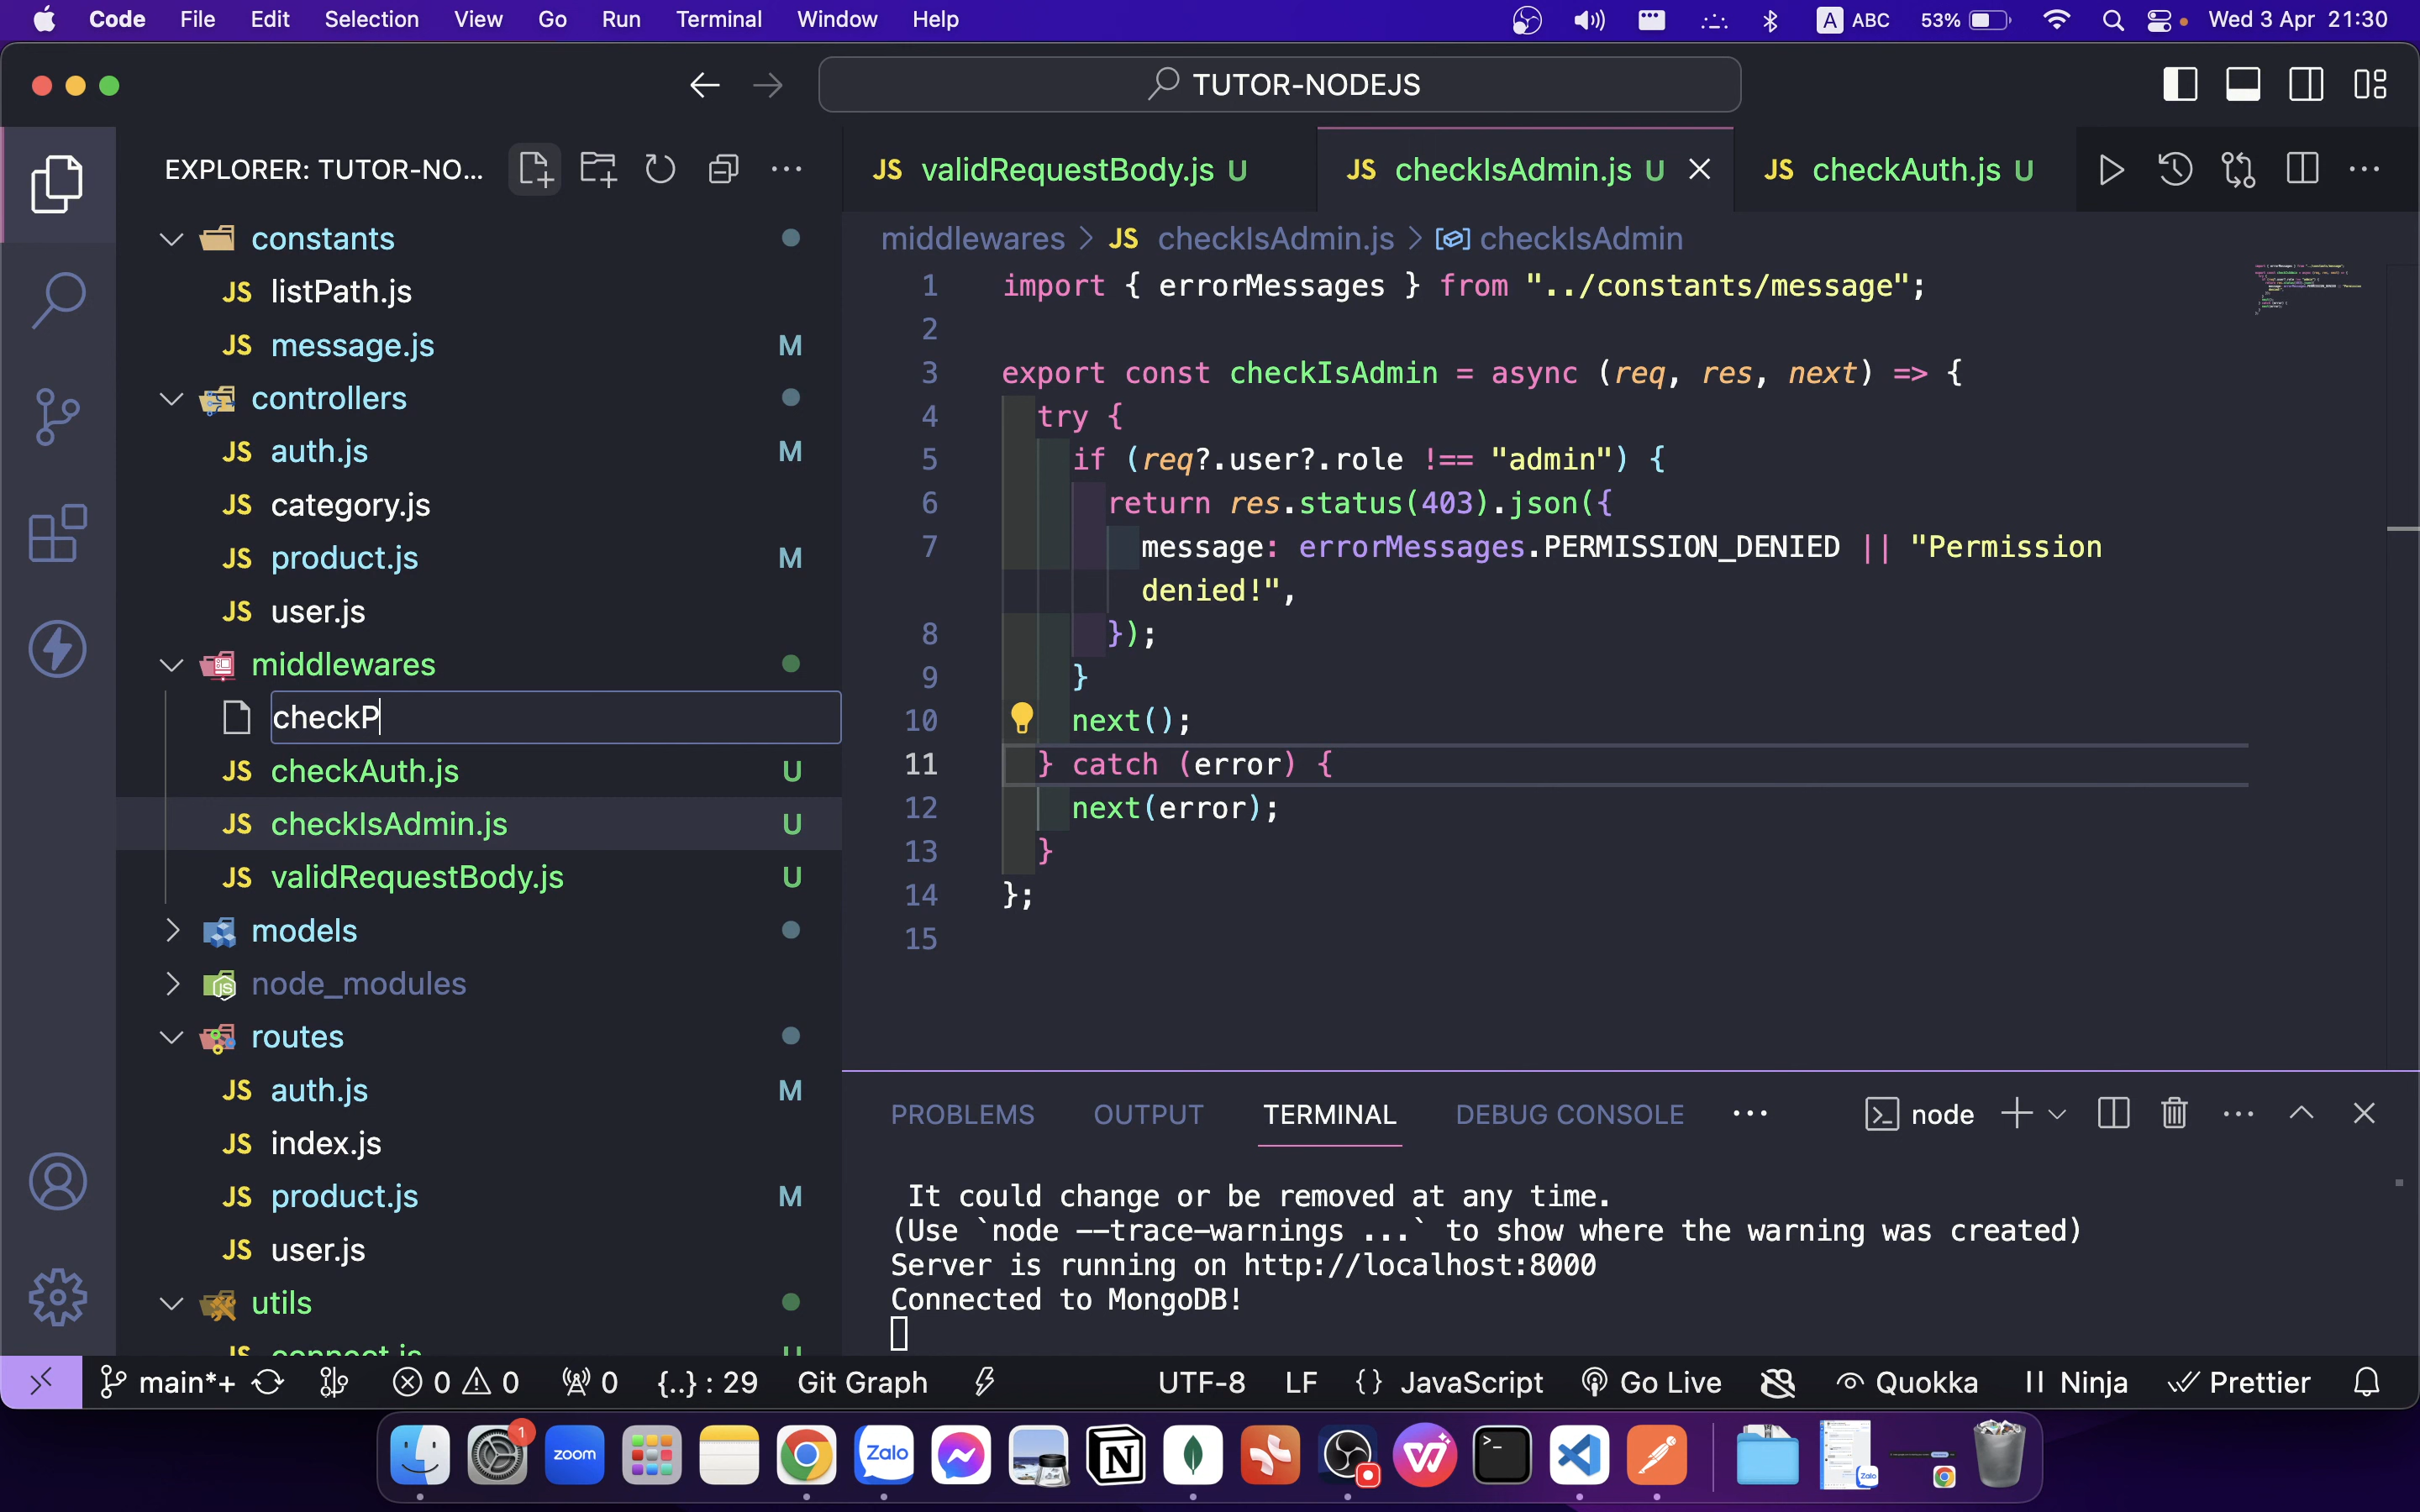 Code File Edit Selection View Go Run Terminal Window Help
A ABC 53% Wed 3 Apr 21:30
TUTOR-NODEJS
EXPLORER: TUTOR-NO...
constants
JS listPath.js
JS message.js M
controllers
JS auth.js M
JS category.js
JS product.js M
JS user.js
middlewares
checkP
JS checkAuth.js U
JS checkIsAdmin.js U
JS validRequestBody.js U
models
node_modules
routes
JS auth.js M
JS index.js
JS product.js M
JS user.js
utils
JS connect.js U
JS validRequestBody.js U
JS checkIsAdmin.js U
JS checkAuth.js U
middlewares > JS checkIsAdmin.js > checkIsAdmin
1 import { errorMessages } from "../constants/message";
2
3 export const checkIsAdmin = async (req, res, next) => {
4 try {
5 if (req?.user?.role !== "admin") {
6 return res.status(403).json({
7 message: errorMessages.PERMISSION_DENIED || "Permission
denied!",
8 });
9 }
10 next();
11 } catch (error) {
12 next(error);
13 }
14 };
15
PROBLEMS OUTPUT TERMINAL DEBUG CONSOLE
node
It could change or be removed at any time.
(Use `node --trace-warnings ...` to show where the warning was created)
Server is running on http://localhost:8000
Connected to MongoDB!
main*+ 0 0 0 {..} : 29 Git Graph UTF-8 LF {} JavaScript Go Live Quokka Ninja Prettier
1
zoom
Zalo